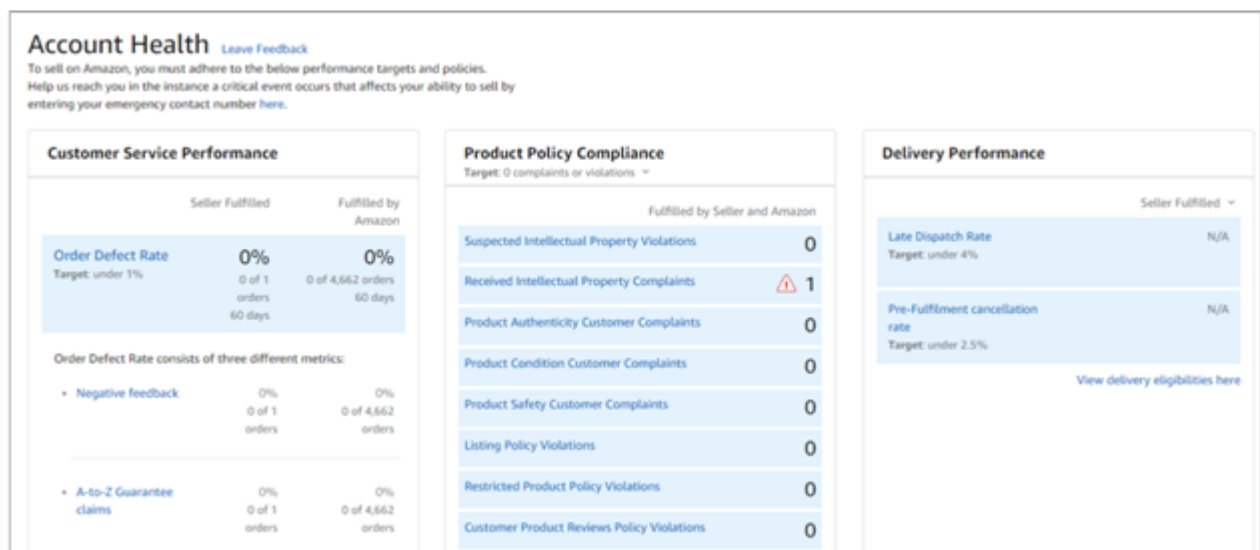 Account Health Leave Feedback
To sell on Amazon, you must adhere to the below performance targets and policies.
Help us reach you in the instance a critical event occurs that affects your ability to sell by
entering your emergency contact number here.
Customer Service Performance
Seller Fulfilled Fulfilled by
Amazon
Order Defect Rate 0% 0%
Target: under 1% 0 of 1 0 of 4,662 orders
orders 60 days
60 days
Order Defect Rate consists of three different metrics:
• Negative feedback 0% 0%
0 of 1 0 of 4,662
orders orders
• A-to-Z Guarantee 0% 0%
claims 0 of 1 0 of 4,662
orders orders
Product Policy Compliance
Target: 0 complaints or violations
Fulfilled by Seller and Amazon
Suspected Intellectual Property Violations 0
Received Intellectual Property Complaints 1
Product Authenticity Customer Complaints 0
Product Condition Customer Complaints 0
Product Safety Customer Complaints 0
Listing Policy Violations 0
Restricted Product Policy Violations 0
Customer Product Reviews Policy Violations 0
Delivery Performance
Seller Fulfilled
Late Dispatch Rate N/A
Target: under 4%
Pre-Fulfilment cancellation N/A
rate
Target: under 2.5%
View delivery eligibilities here